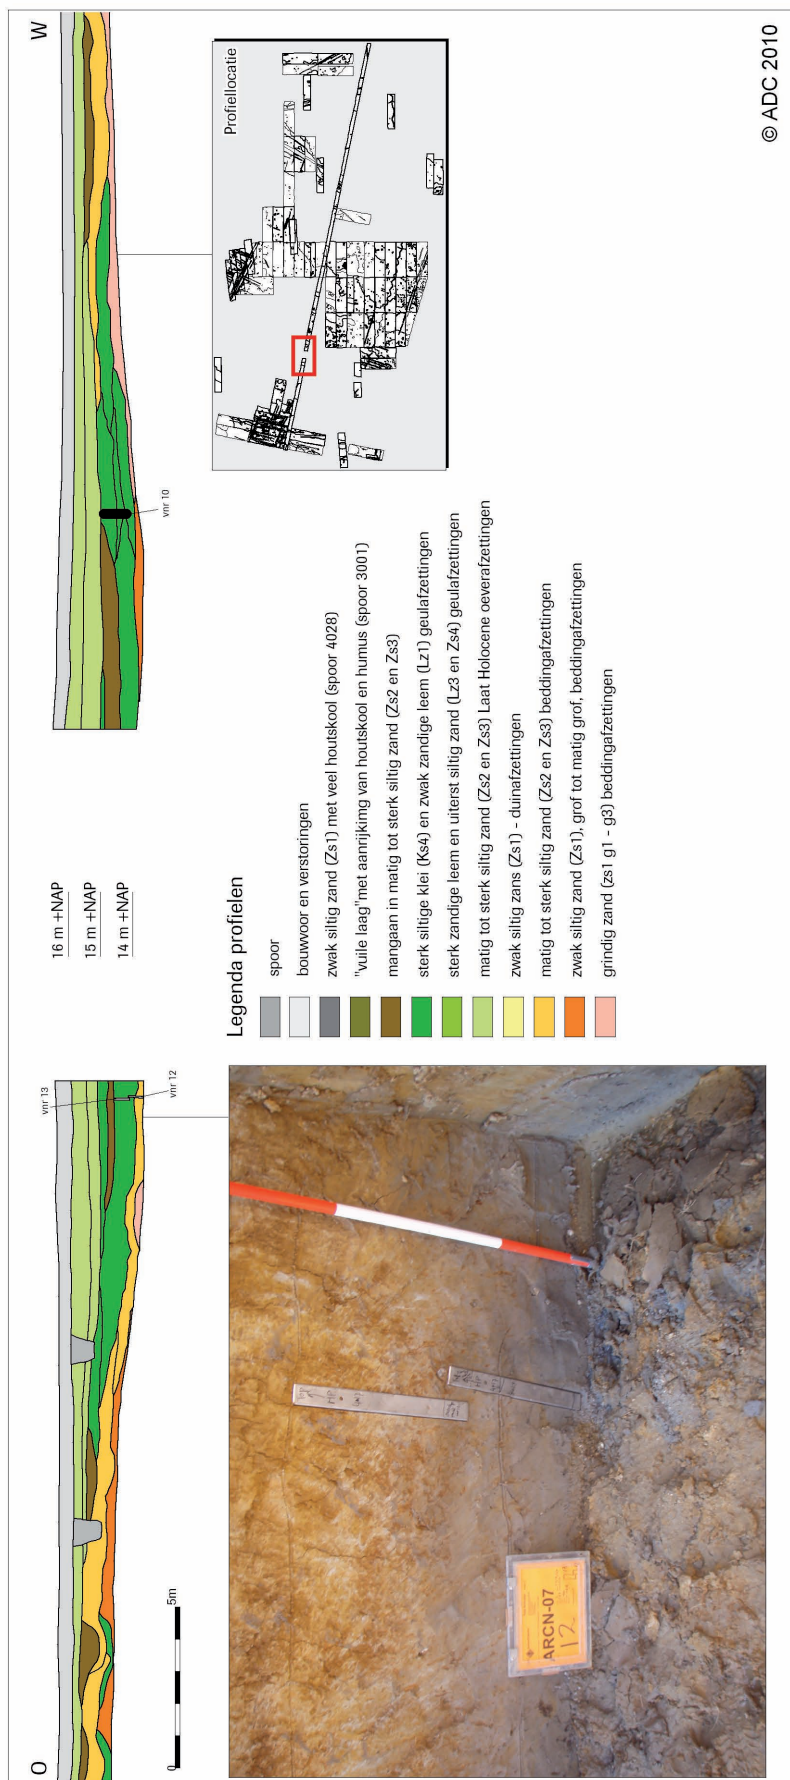 O
W
16 m +NAP
15 m +NAP
14 m +NAP
vnr 13
vnr 12
vnr 10
0
5m
Legenda profielen
spoor
bouwvoor en verstoringen
zwak siltig zand (Zs1) met veel houtskool (spoor 4028)
"vuile laag"met aanrijkimg van houtskool en humus (spoor 3001)
mangaan in matig tot sterk siltig zand (Zs2 en Zs3)
sterk siltige klei (Ks4) en zwak zandige leem (Lz1) geulafzettingen
sterk zandige leem en uiterst siltig zand (Lz3 en Zs4) geulafzettingen
matig tot sterk siltig zand (Zs2 en Zs3) Laat Holocene oeverafzettingen
zwak siltig zans (Zs1) - duinafzettingen
matig tot sterk siltig zand (Zs2 en Zs3) beddingafzettingen
zwak siltig zand (Zs1), grof tot matig grof, beddingafzettingen
grindig zand (zs1 g1 - g3) beddingafzettingen
Profiellocatie
ARCN-07
12
© ADC 2010